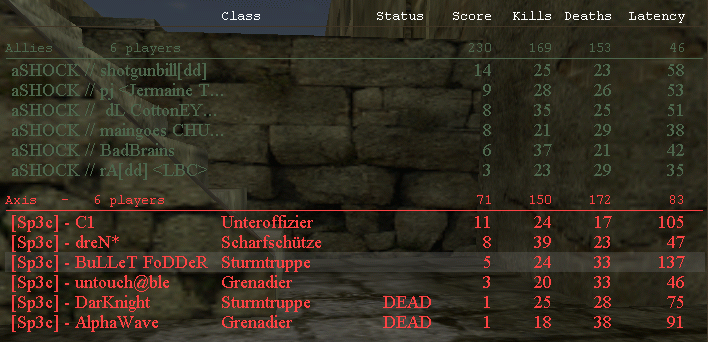 Class Status Score Kills Deaths Latency
Allies - 6 players 230 169 153 46
aSHOCK // shotgunbill[dd] 14 25 23 58
aSHOCK // pj <Jermaine T... 9 28 26 53
aSHOCK // dL CottonEY... 8 35 25 51
aSHOCK // maingoes CHU... 8 21 29 38
aSHOCK // BadBrains 6 37 21 42
aSHOCK // rA[dd] <LBC> 3 23 29 35
Axis - 6 players 71 150 172 83
[Sp3c] - C1 Unteroffizier 11 24 17 105
[Sp3c] - dreN* Scharfschütze 8 39 23 47
[Sp3c] - BuLLeT FoDDeR Sturmtruppe 5 24 33 137
[Sp3c] - untouch@ble Grenadier 3 20 33 46
[Sp3c] - DarKnight Sturmtruppe DEAD 1 25 28 75
[Sp3c] - AlphaWave Grenadier DEAD 1 18 38 91